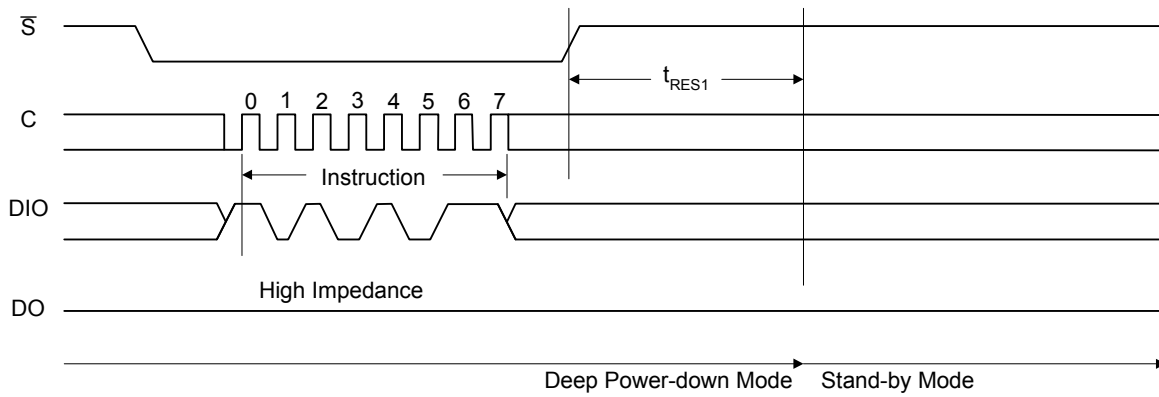 S̅
t_RES1
0 1 2 3 4 5 6 7
C
Instruction
DIO
High Impedance
DO
Deep Power-down Mode Stand-by Mode